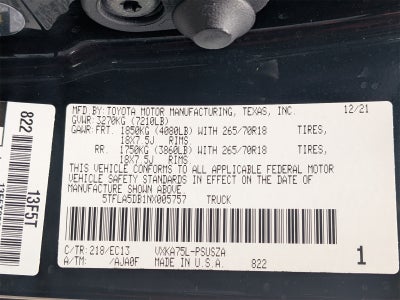 MFD.BY:TOYOTA MOTOR MANUFACTURING, TEXAS, INC. 12/21
GVWR 3270KG (7210LB)
GAWR:FRT. 1850KG (4080LB) WITH 265/70R18 TIRES,
18X7.5J RIMS
RR. 1750KG (3860LB) WITH 265/70R18 TIRES,
18X7.5J RIMS
THIS VEHICLE CONFORMS TO ALL APPLICABLE FEDERAL MOTOR
VEHICLE SAFETY STANDARDS IN EFFECT ON THE DATE OF
MANUFACTURE SHOWN ABOVE.
5TFLA5DB1NX005757 TRUCK
C/TR:218/EC13 VXKA75L-PSUSZA
A/TM: /AJA0F MADE IN U.S.A. 822 1
822
13F5T